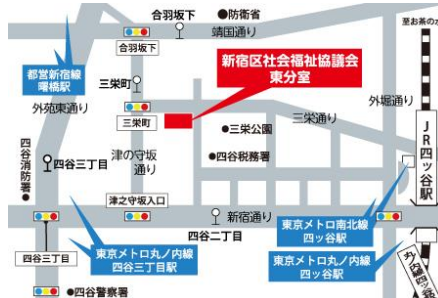 合羽坂下
●防衛省
靖国通り
至お茶の水
合羽坂下
都営新宿線
曙橋駅
新宿区社会福祉協議会
東分室
三栄町
外苑東通り
外堀通り
三栄町
●三栄公園
三栄通り
JR四ツ谷駅
四谷消防署●
四谷三丁目
津の守坂
通り
●四谷税務署
津之守坂入口
新宿通り
東京メトロ南北線
四ツ谷駅
四谷三丁目
東京メトロ丸ノ内線
四谷三丁目駅
四谷二丁目
東京メトロ丸ノ内線
四ツ谷駅
●四谷警察署